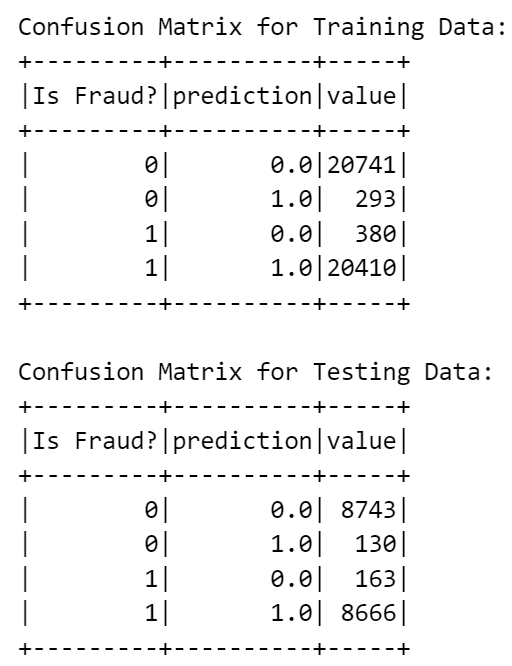 Confusion Matrix for Training Data:
+---------+----------+-----+
|Is Fraud?|prediction|value|
+---------+----------+-----+
|        0|       0.0|20741|
|        0|       1.0|  293|
|        1|       0.0|  380|
|        1|       1.0|20410|
+---------+----------+-----+
Confusion Matrix for Testing Data:
+---------+----------+-----+
|Is Fraud?|prediction|value|
+---------+----------+-----+
|        0|       0.0| 8743|
|        0|       1.0|  130|
|        1|       0.0|  163|
|        1|       1.0| 8666|
+---------+----------+-----+